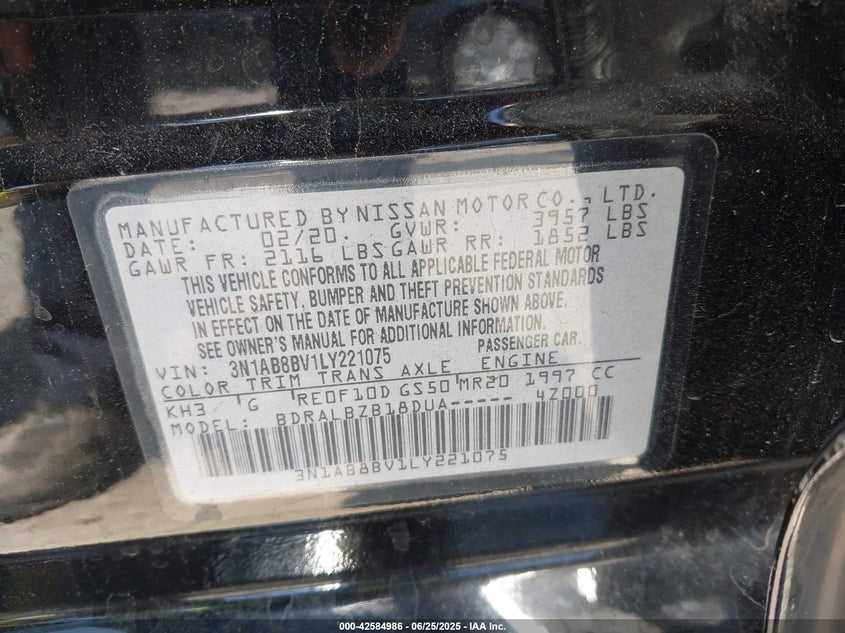 MANUFACTURED BY NISSAN MOTOR CO., LTD.
DATE: 02/20. GVWR: 3957 LBS
GAWR FR: 2116 LBS GAWR RR: 1852 LBS
THIS VEHICLE CONFORMS TO ALL APPLICABLE FEDERAL MOTOR
VEHICLE SAFETY, BUMPER AND THEFT PREVENTION STANDARDS
IN EFFECT ON THE DATE OF MANUFACTURE SHOWN ABOVE.
SEE OWNER'S MANUAL FOR ADDITIONAL INFORMATION.
VIN: 3N1AB8BV1LY221075 PASSENGER CAR.
COLOR TRIM TRANS AXLE ENGINE
KH3 'G 'RE0F10D GS50'MR20 1997 CC
MODEL: BDRALBZB18DUA----- 4Z000
3N1AB8BV1LY221075
000-42584986 - 06/25/2025 - IAA Inc.